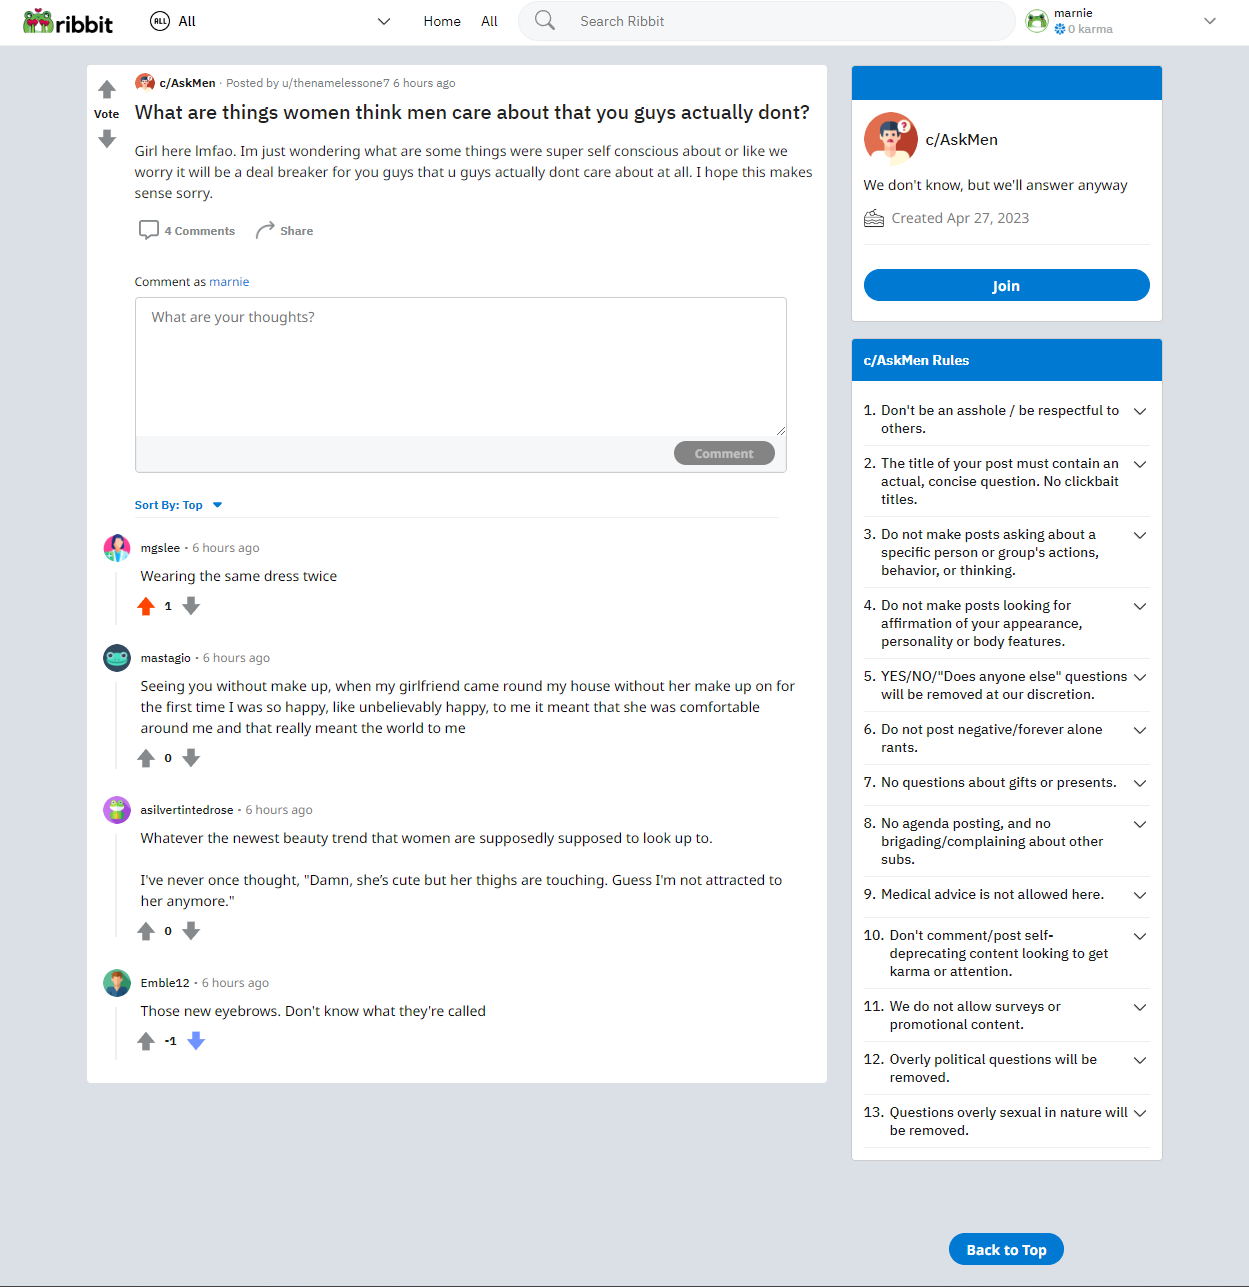 ribbit
ALL All
Home All
Search Ribbit
marnie
0 karma
Vote
c/AskMen · Posted by u/thenamelessone7 6 hours ago
What are things women think men care about that you guys actually dont?
Girl here lmfao. Im just wondering what are some things were super self conscious about or like we
worry it will be a deal breaker for you guys that u guys actually dont care about at all. I hope this makes
sense sorry.
4 Comments Share
Comment as marnie
What are your thoughts?
Comment
Sort By: Top
mgslee · 6 hours ago
Wearing the same dress twice
1
mastagio · 6 hours ago
Seeing you without make up, when my girlfriend came round my house without her make up on for
the first time I was so happy, like unbelievably happy, to me it meant that she was comfortable
around me and that really meant the world to me
0
asilvertintedrose · 6 hours ago
Whatever the newest beauty trend that women are supposedly supposed to look up to.
I've never once thought, "Damn, she’s cute but her thighs are touching. Guess I'm not attracted to
her anymore."
0
Emble12 · 6 hours ago
Those new eyebrows. Don't know what they're called
-1
?
c/AskMen
We don't know, but we'll answer anyway
Created Apr 27, 2023
Join
c/AskMen Rules
1. Don't be an asshole / be respectful to
others.
2. The title of your post must contain an
actual, concise question. No clickbait
titles.
3. Do not make posts asking about a
specific person or group's actions,
behavior, or thinking.
4. Do not make posts looking for
affirmation of your appearance,
personality or body features.
5. YES/NO/"Does anyone else" questions
will be removed at our discretion.
6. Do not post negative/forever alone
rants.
7. No questions about gifts or presents.
8. No agenda posting, and no
brigading/complaining about other
subs.
9. Medical advice is not allowed here.
10. Don't comment/post self-
deprecating content looking to get
karma or attention.
11. We do not allow surveys or
promotional content.
12. Overly political questions will be
removed.
13. Questions overly sexual in nature will
be removed.
Back to Top